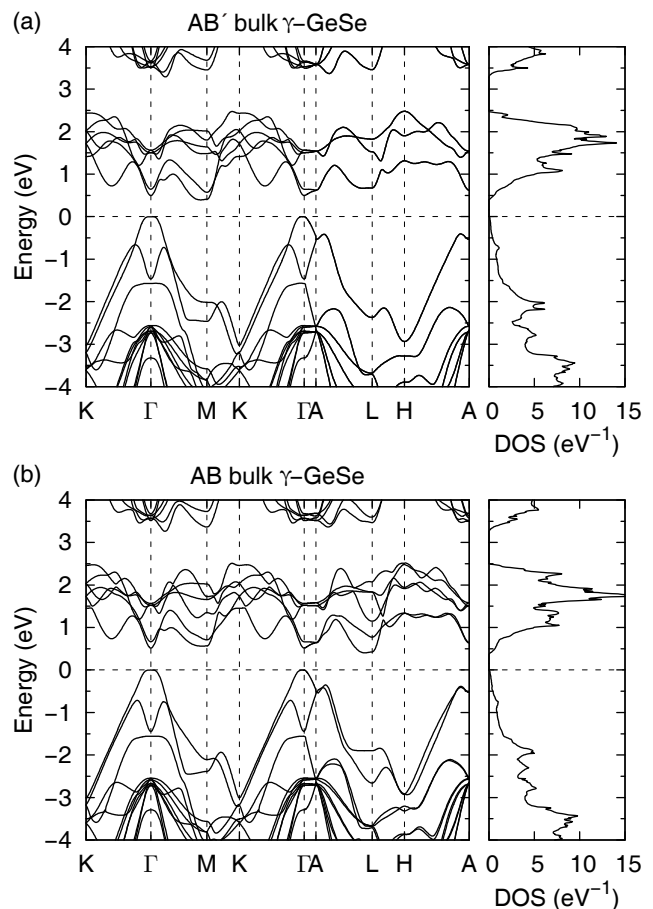 (a) AB´ bulk γ−GeSe
4
3
2
1
0
−1
−2
−3
−4
Energy (eV)
K Γ M K Γ A L H A
0 5 10 15
DOS (eV⁻¹)
(b) AB bulk γ−GeSe
4
3
2
1
0
−1
−2
−3
−4
Energy (eV)
K Γ M K Γ A L H A
0 5 10 15
DOS (eV⁻¹)